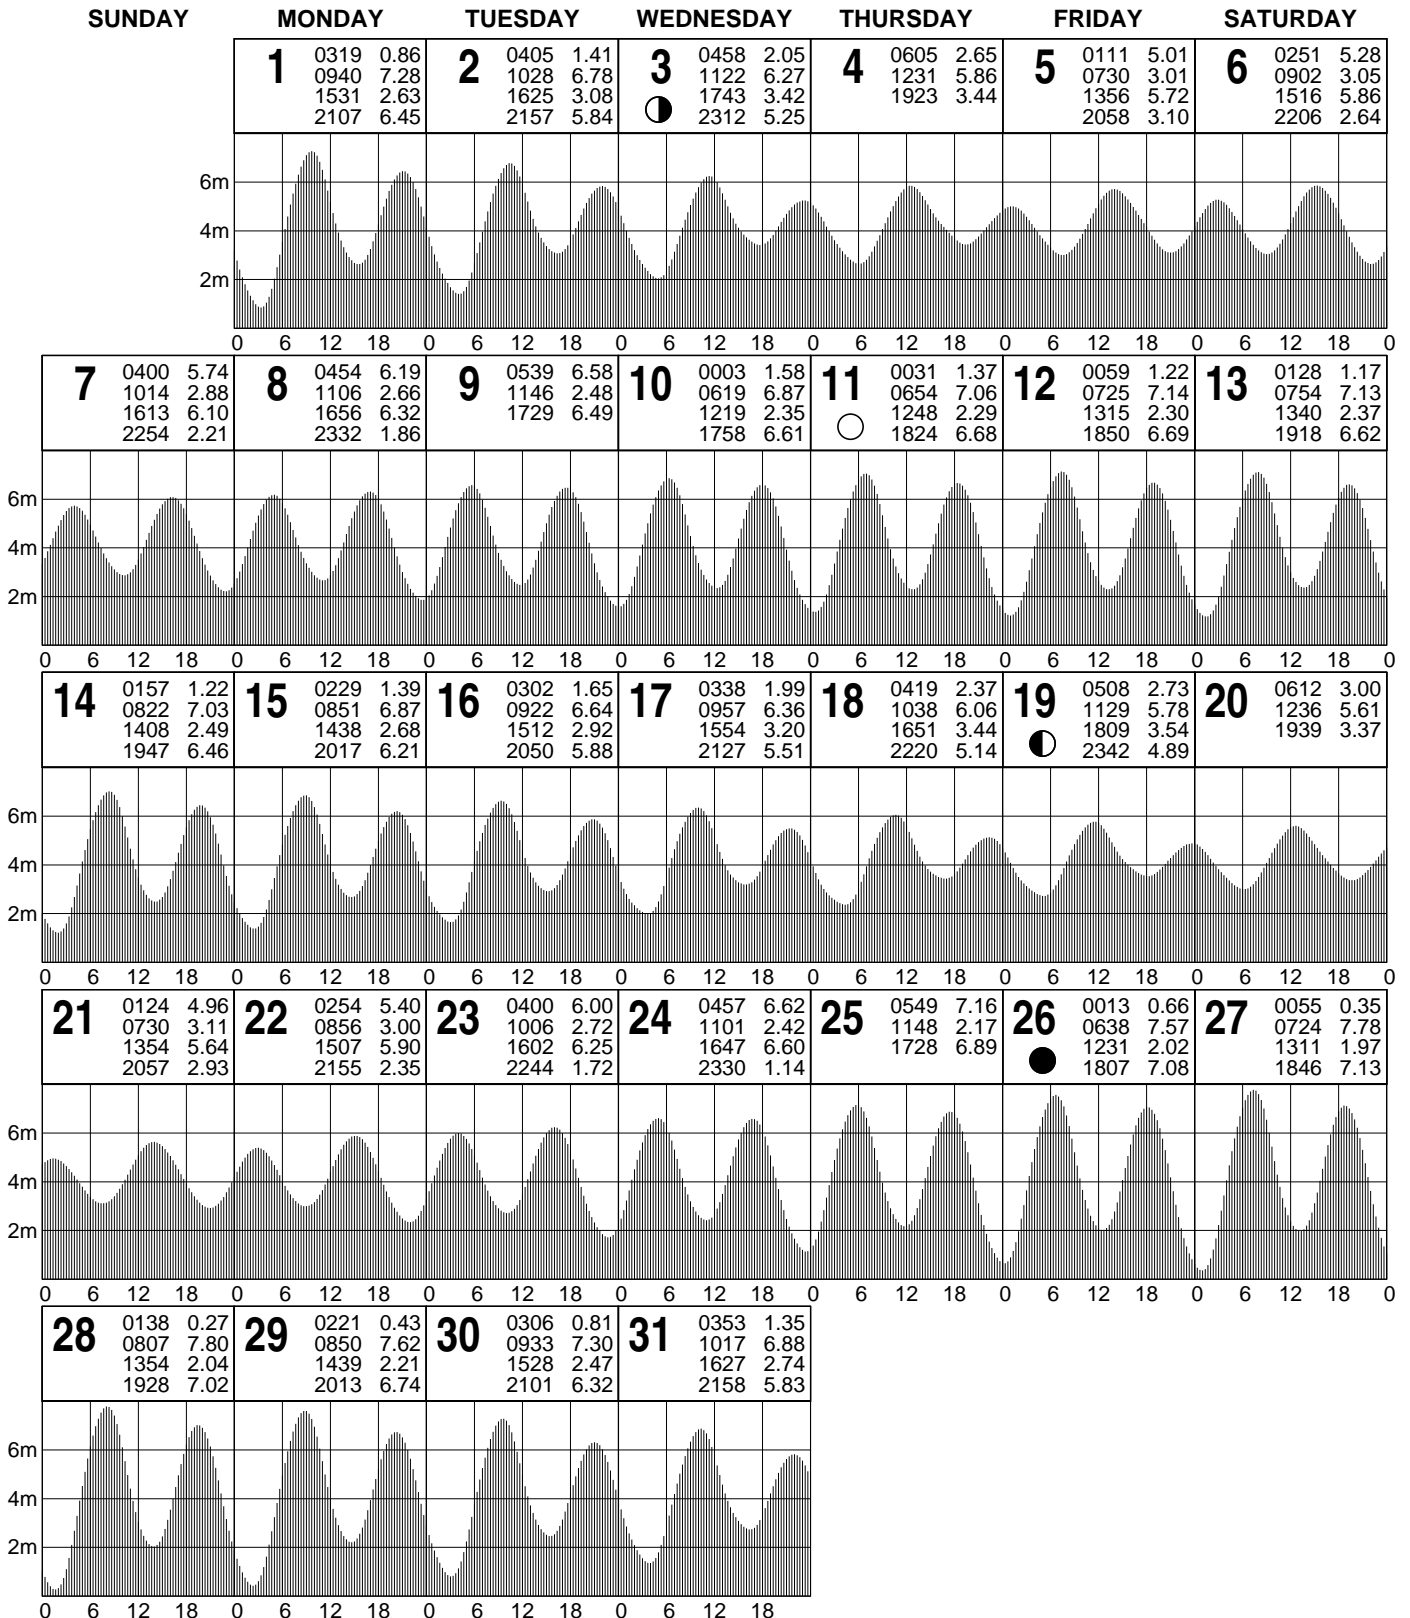 SUNDAY MONDAY TUESDAY WEDNESDAY THURSDAY FRIDAY SATURDAY
1 0319 0.86
0940 7.28
1531 2.63
2107 6.45
2 0405 1.41
1028 6.78
1625 3.08
2157 5.84
3 0458 2.05
1122 6.27
1743 3.42
2312 5.25
4 0605 2.65
1231 5.86
1923 3.44
5 0111 5.01
0730 3.01
1356 5.72
2058 3.10
6 0251 5.28
0902 3.05
1516 5.86
2206 2.64
6m
4m
2m
0 6 12 18 0 6 12 18 0 6 12 18 0 6 12 18 0 6 12 18 0 6 12 18 0
7 0400 5.74
1014 2.88
1613 6.10
2254 2.21
8 0454 6.19
1106 2.66
1656 6.32
2332 1.86
9 0539 6.58
1146 2.48
1729 6.49
10 0003 1.58
0619 6.87
1219 2.35
1758 6.61
11 0031 1.37
0654 7.06
1248 2.29
1824 6.68
12 0059 1.22
0725 7.14
1315 2.30
1850 6.69
13 0128 1.17
0754 7.13
1340 2.37
1918 6.62
6m
4m
2m
0 6 12 18 0 6 12 18 0 6 12 18 0 6 12 18 0 6 12 18 0 6 12 18 0 6 12 18 0
14 0157 1.22
0822 7.03
1408 2.49
1947 6.46
15 0229 1.39
0851 6.87
1438 2.68
2017 6.21
16 0302 1.65
0922 6.64
1512 2.92
2050 5.88
17 0338 1.99
0957 6.36
1554 3.20
2127 5.51
18 0419 2.37
1038 6.06
1651 3.44
2220 5.14
19 0508 2.73
1129 5.78
1809 3.54
2342 4.89
20 0612 3.00
1236 5.61
1939 3.37
6m
4m
2m
0 6 12 18 0 6 12 18 0 6 12 18 0 6 12 18 0 6 12 18 0 6 12 18 0 6 12 18 0
21 0124 4.96
0730 3.11
1354 5.64
2057 2.93
22 0254 5.40
0856 3.00
1507 5.90
2155 2.35
23 0400 6.00
1006 2.72
1602 6.25
2244 1.72
24 0457 6.62
1101 2.42
1647 6.60
2330 1.14
25 0549 7.16
1148 2.17
1728 6.89
26 0013 0.66
0638 7.57
1231 2.02
1807 7.08
27 0055 0.35
0724 7.78
1311 1.97
1846 7.13
6m
4m
2m
0 6 12 18 0 6 12 18 0 6 12 18 0 6 12 18 0 6 12 18 0 6 12 18 0 6 12 18 0
28 0138 0.27
0807 7.80
1354 2.04
1928 7.02
29 0221 0.43
0850 7.62
1439 2.21
2013 6.74
30 0306 0.81
0933 7.30
1528 2.47
2101 6.32
31 0353 1.35
1017 6.88
1627 2.74
2158 5.83
6m
4m
2m
0 6 12 18 0 6 12 18 0 6 12 18 0 6 12 18